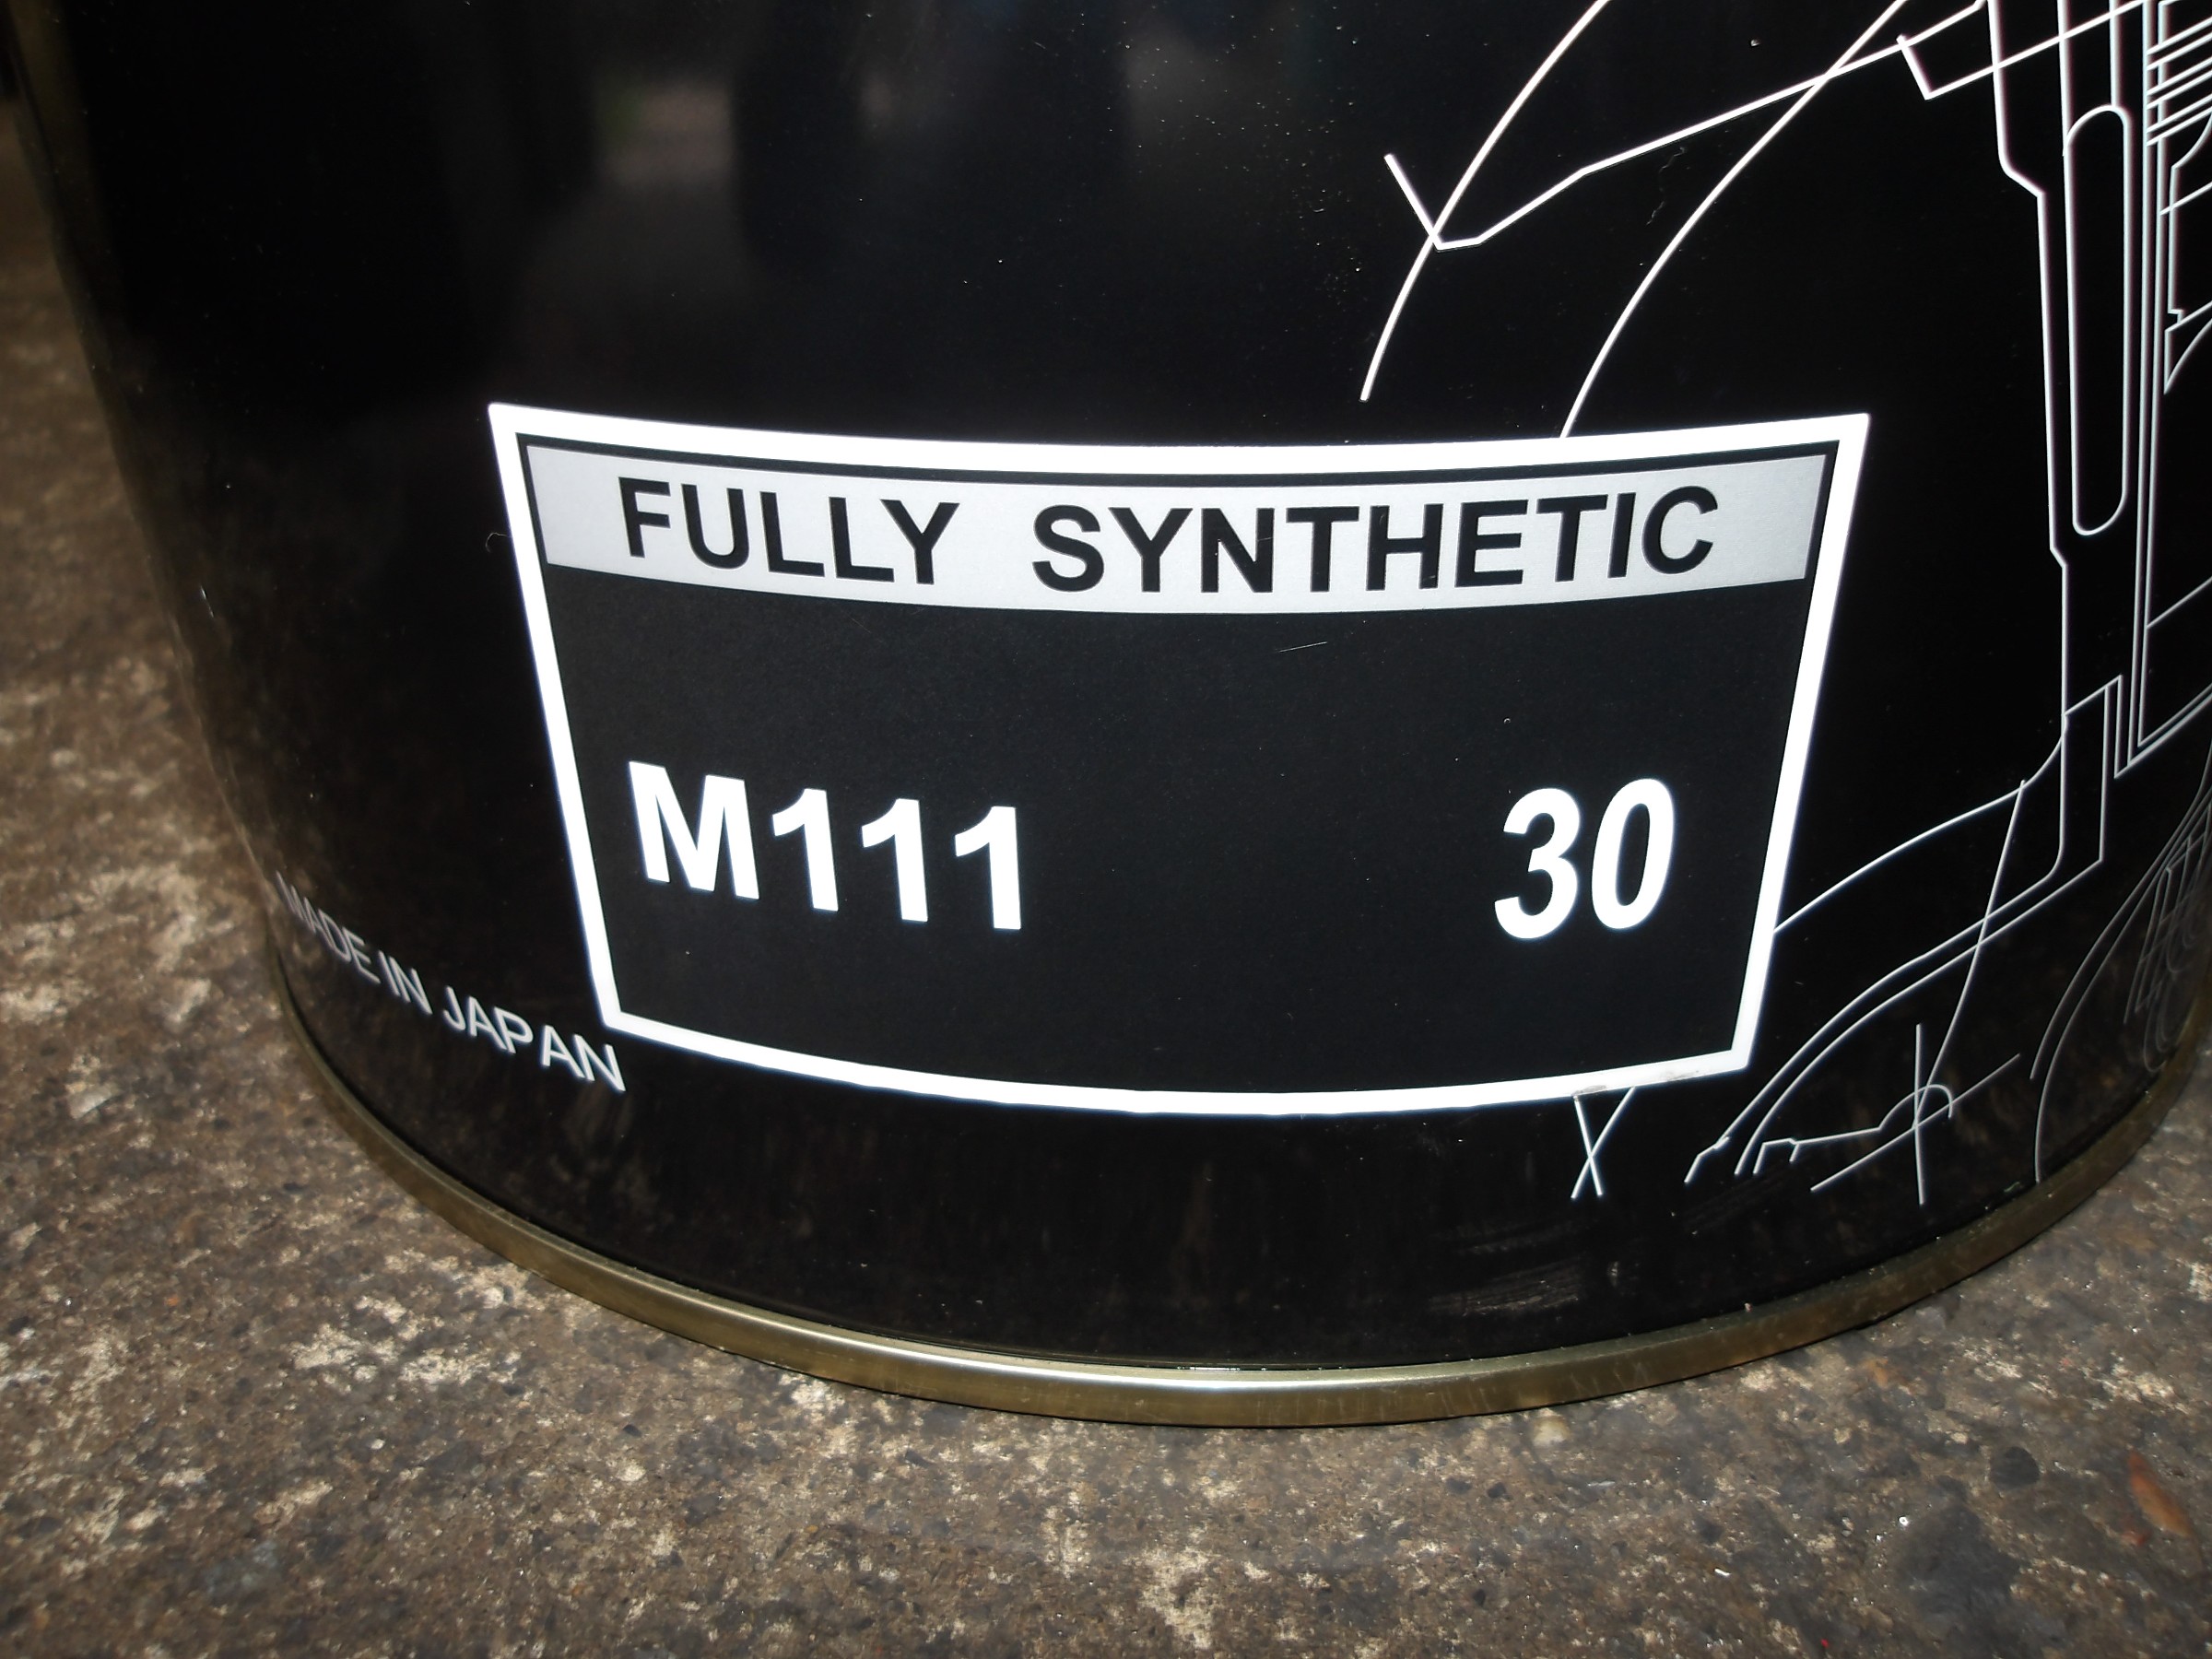 FULLY SYNTHETIC
M111 30
MADE IN JAPAN